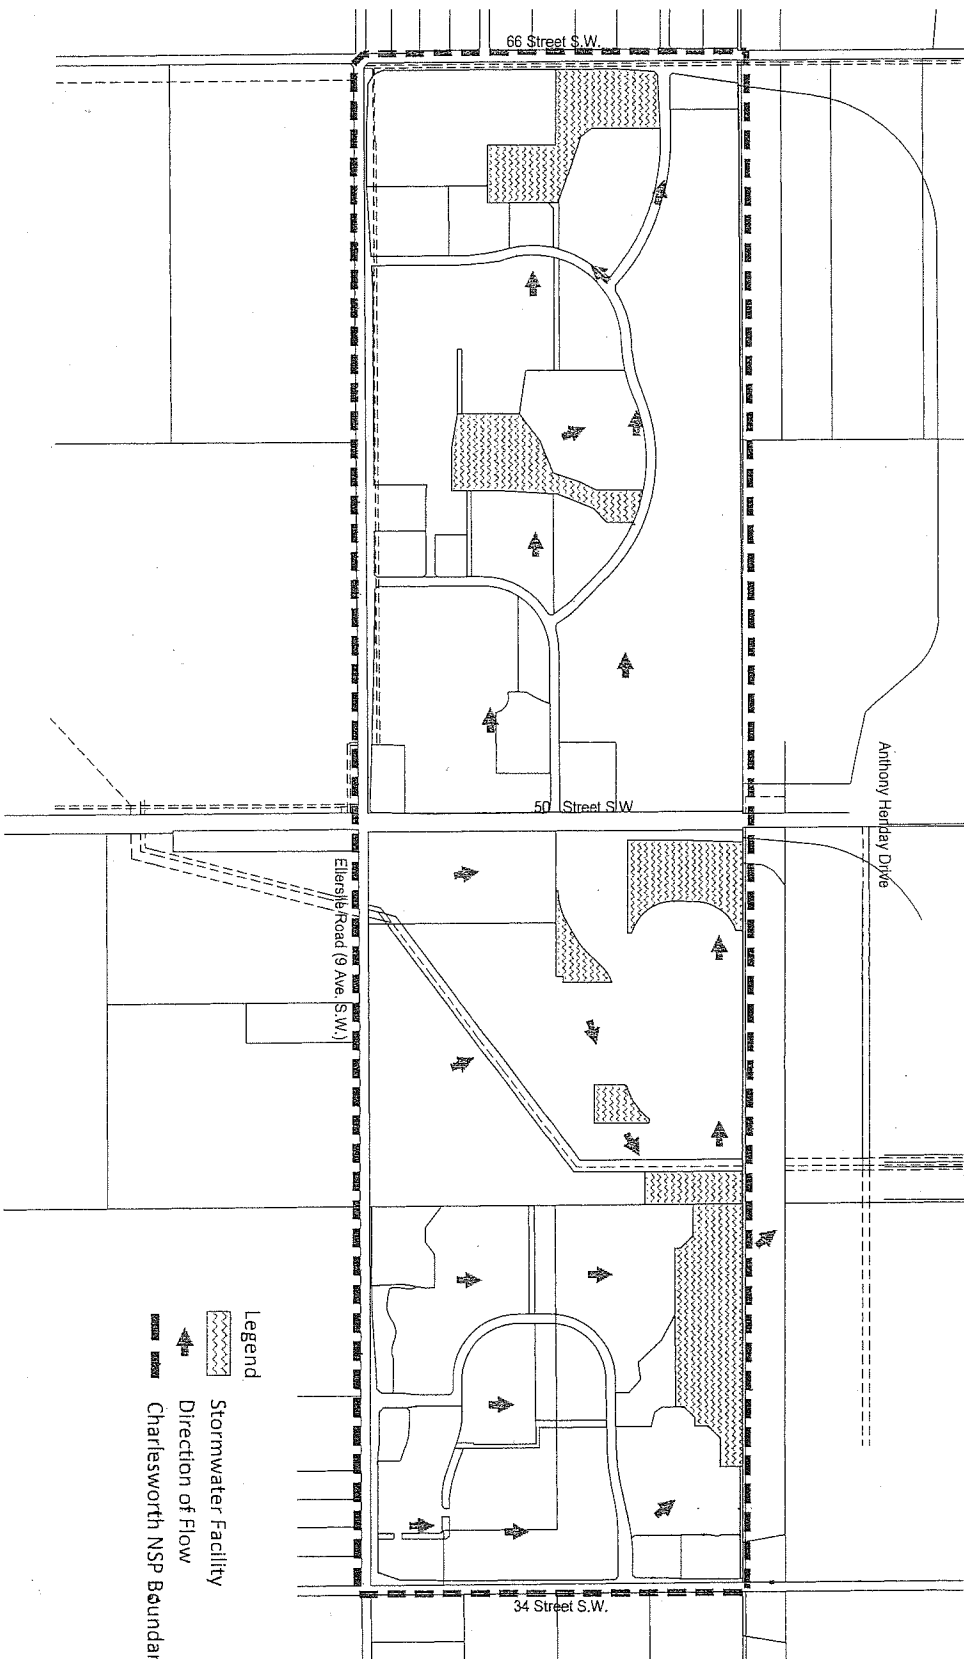 66 Street S.W.
Anthony Henday Drive
50 Street S.W
Ellerslie Road (9 Ave. S.W.)
Legend
Stormwater Facility
Direction of Flow
Charlesworth NSP Boundar
34 Street S.W.